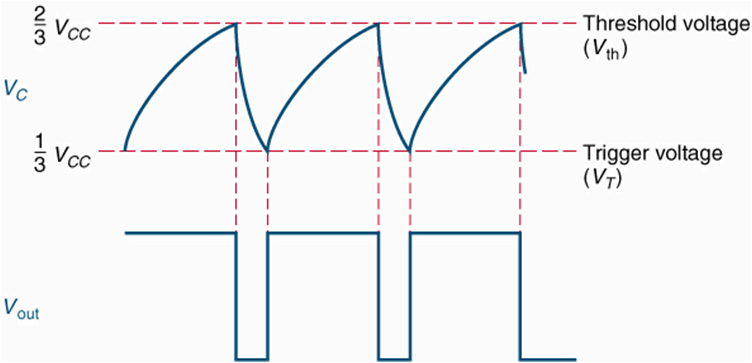 2/3 V_CC
Threshold voltage
(V_th)
V_C
1/3 V_CC
Trigger voltage
(V_T)
V_out